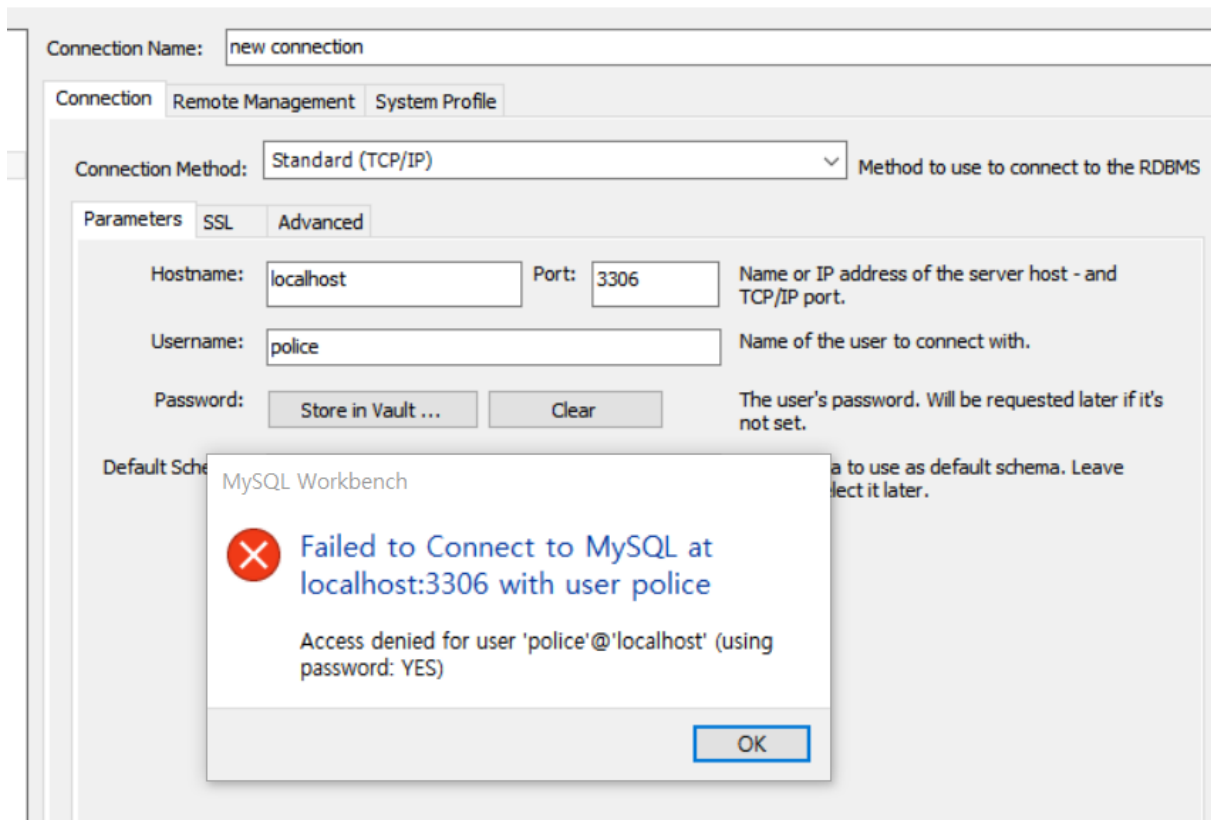 Connection Name: new connection
Connection Remote Management System Profile
Connection Method: Standard (TCP/IP) Method to use to connect to the RDBMS
Parameters SSL Advanced
Hostname: localhost Port: 3306 Name or IP address of the server host - and
TCP/IP port.
Username: police Name of the user to connect with.
Password: Store in Vault ... Clear The user's password. Will be requested later if it's
not set.
Default Sche a to use as default schema. Leave
lect it later.
MySQL Workbench
Failed to Connect to MySQL at
localhost:3306 with user police
Access denied for user 'police'@'localhost' (using
password: YES)
OK